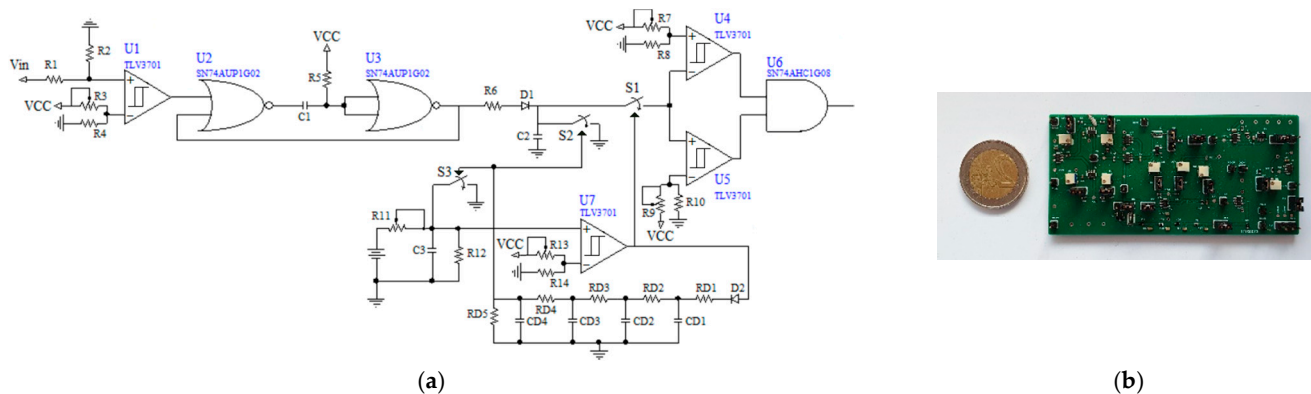 R7
U4
VCC
TLV3701
R8
U1
TLV3701
R2
Vin
R1
U2
SN74AUP1G02
VCC
U3
SN74AUP1G02
R5
U6
SN74AHC1G08
VCC
R3
R4
C1
R6
D1
S1
C2
S2
S3
U5
TLV3701
R9
R10
VCC
U7
TLV3701
R11
C3
R12
VCC
R13
R14
RD5
RD4
RD3
RD2
RD1
D2
CD4
CD3
CD2
CD1
(a)
(b)